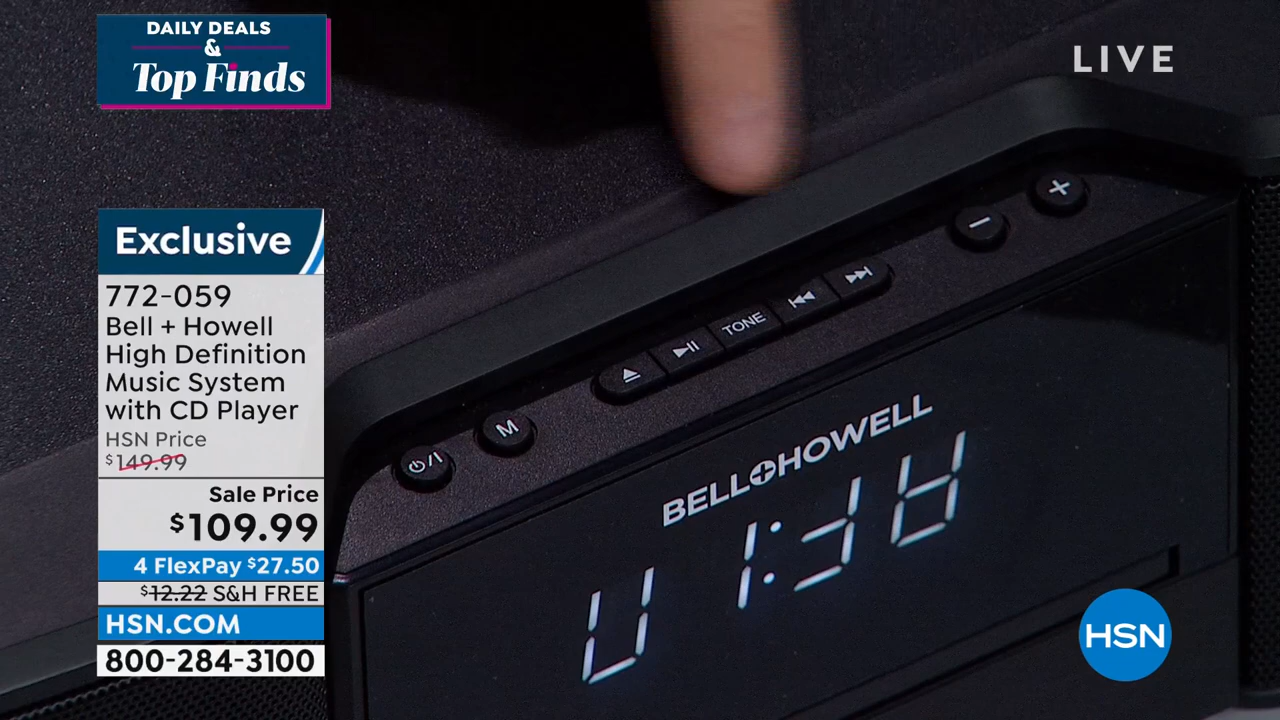 DAILY DEALS
&
Top Finds
LIVE
Exclusive
772-059
Bell + Howell
High Definition
Music System
with CD Player
HSN Price
$149.99
Sale Price
$109.99
4 FlexPay $27.50
$12.22 S&H FREE
HSN.COM
800-284-3100
M
TONE
BELL+HOWELL
HSN